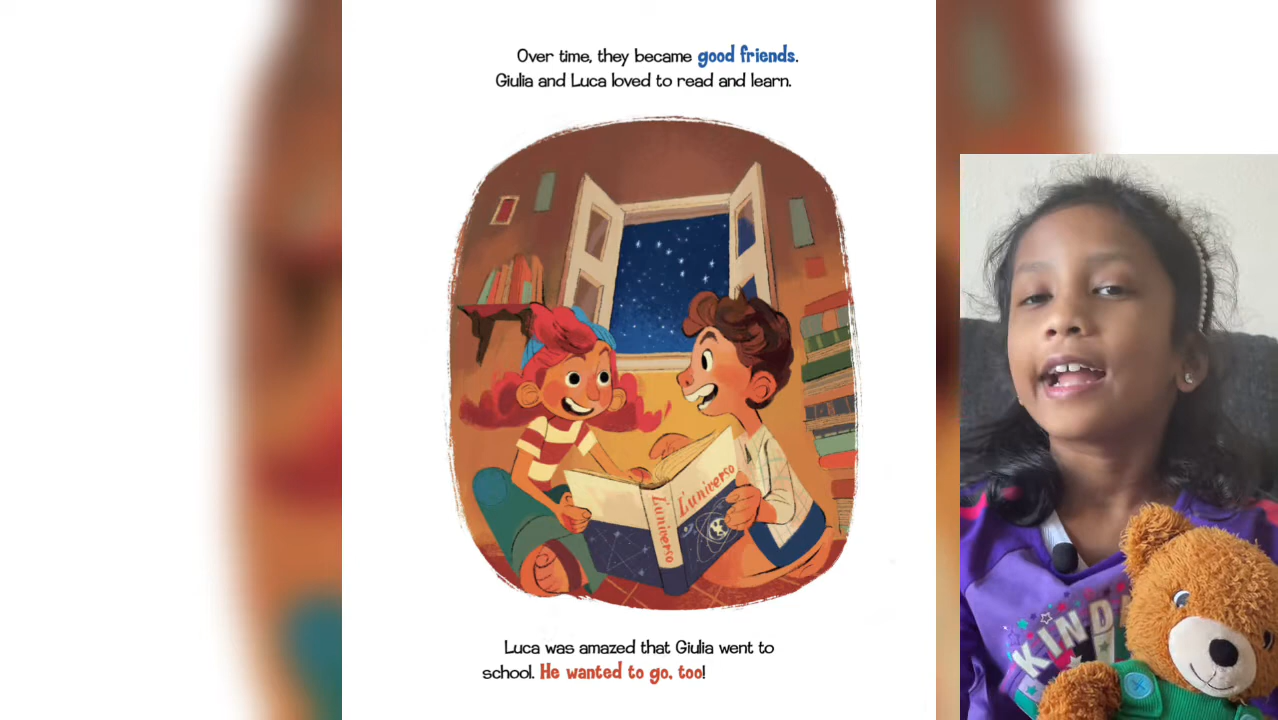 Over time, they became good friends.
Giulia and Luca loved to read and learn.
L'universo
L'universo
Luca was amazed that Giulia went to
school. He wanted to go, too!
KIND